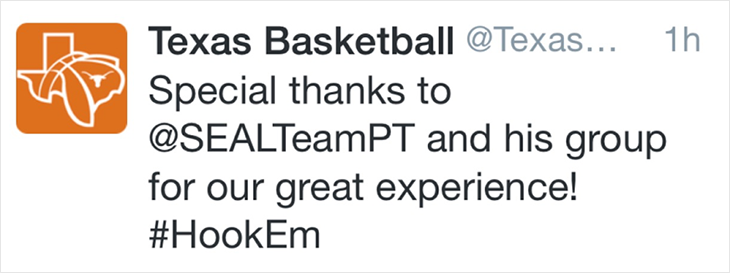 Texas Basketball @Texas... 1h
Special thanks to
@SEALTeamPT and his group
for our great experience!
#HookEm